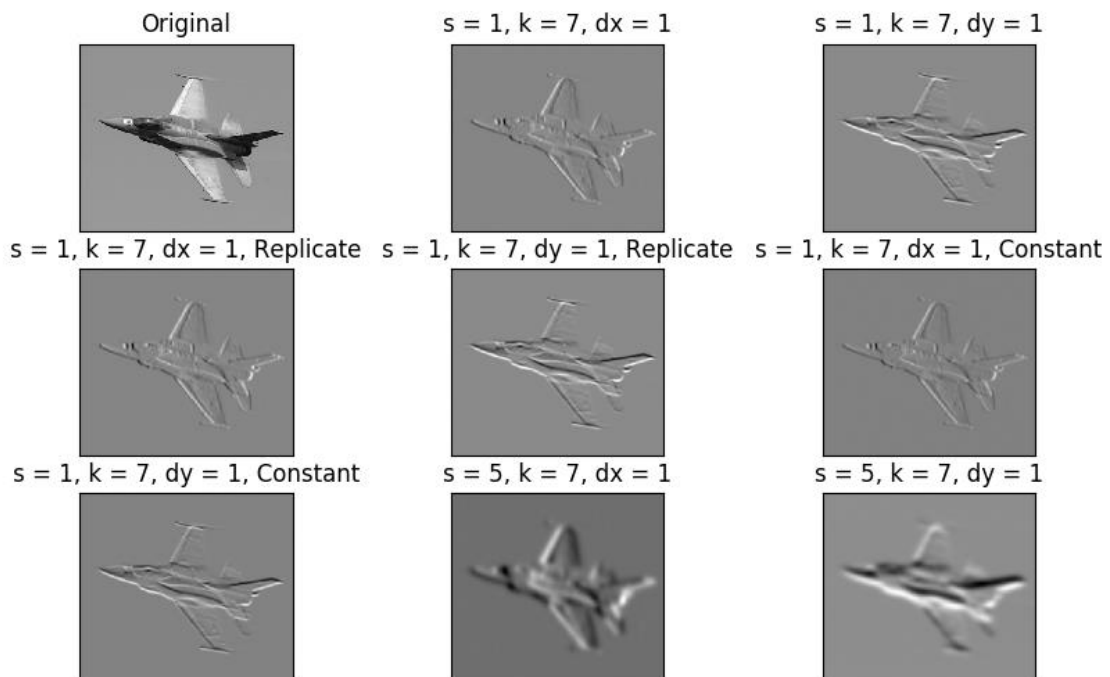 Original
s = 1, k = 7, dx = 1
s = 1, k = 7, dy = 1
s = 1, k = 7, dx = 1, Replicate
s = 1, k = 7, dy = 1, Replicate
s = 1, k = 7, dx = 1, Constant
s = 1, k = 7, dy = 1, Constant
s = 5, k = 7, dx = 1
s = 5, k = 7, dy = 1